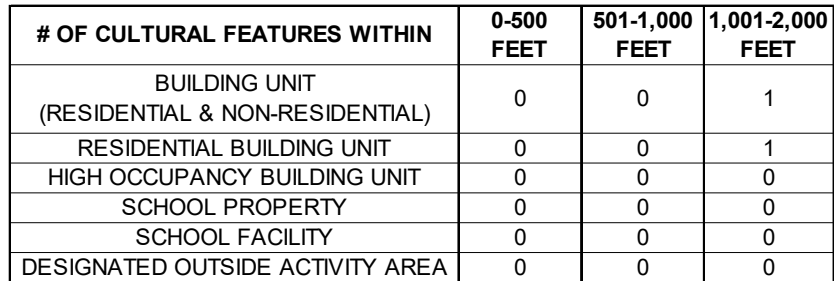 # OF CULTURAL FEATURES WITHIN 0-500 FEET 501-1,000 FEET 1,001-2,000 FEET
BUILDING UNIT
(RESIDENTIAL & NON-RESIDENTIAL) 0 0 1
RESIDENTIAL BUILDING UNIT 0 0 1
HIGH OCCUPANCY BUILDING UNIT 0 0 0
SCHOOL PROPERTY 0 0 0
SCHOOL FACILITY 0 0 0
DESIGNATED OUTSIDE ACTIVITY AREA 0 0 0